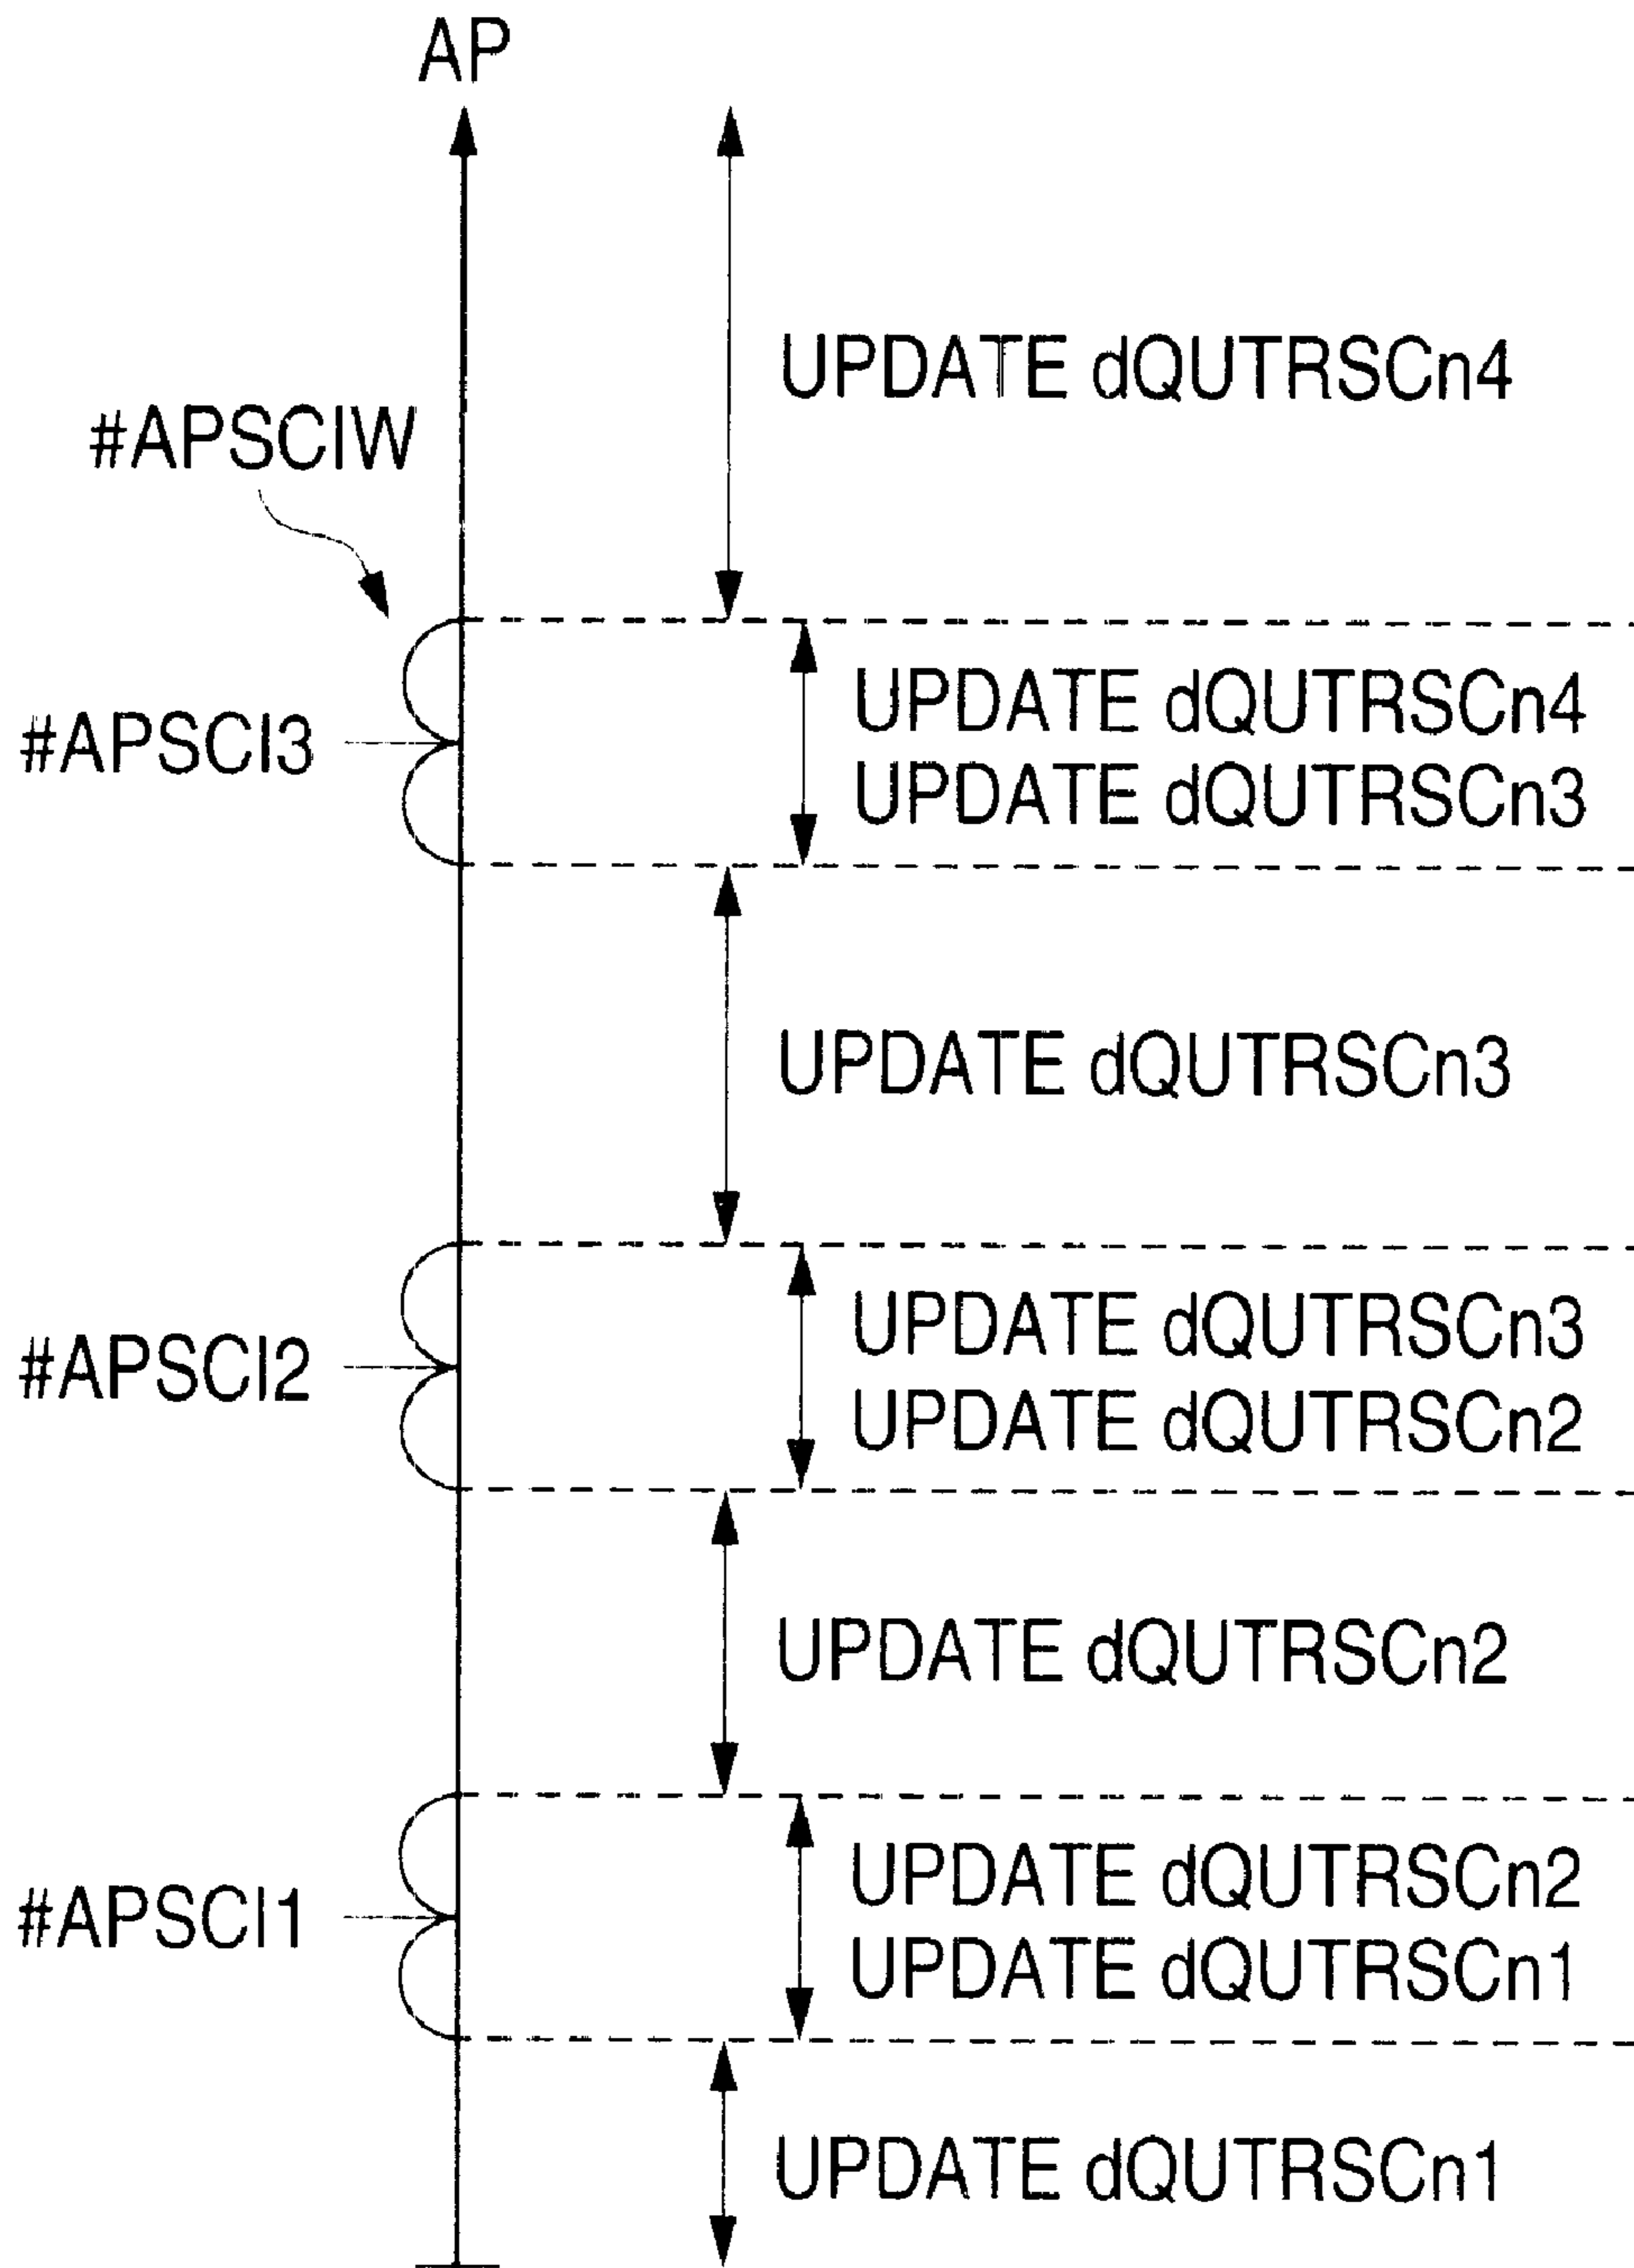 AP
UPDATE dQUTRSCn4
#APSCIW
UPDATE dQUTRSCn4
#APSCI3
UPDATE dQUTRSCn3
UPDATE dQUTRSCn3
UPDATE dQUTRSCn3
#APSCI2
UPDATE dQUTRSCn2
UPDATE dQUTRSCn2
UPDATE dQUTRSCn2
#APSCI1
UPDATE dQUTRSCn1
UPDATE dQUTRSCn1